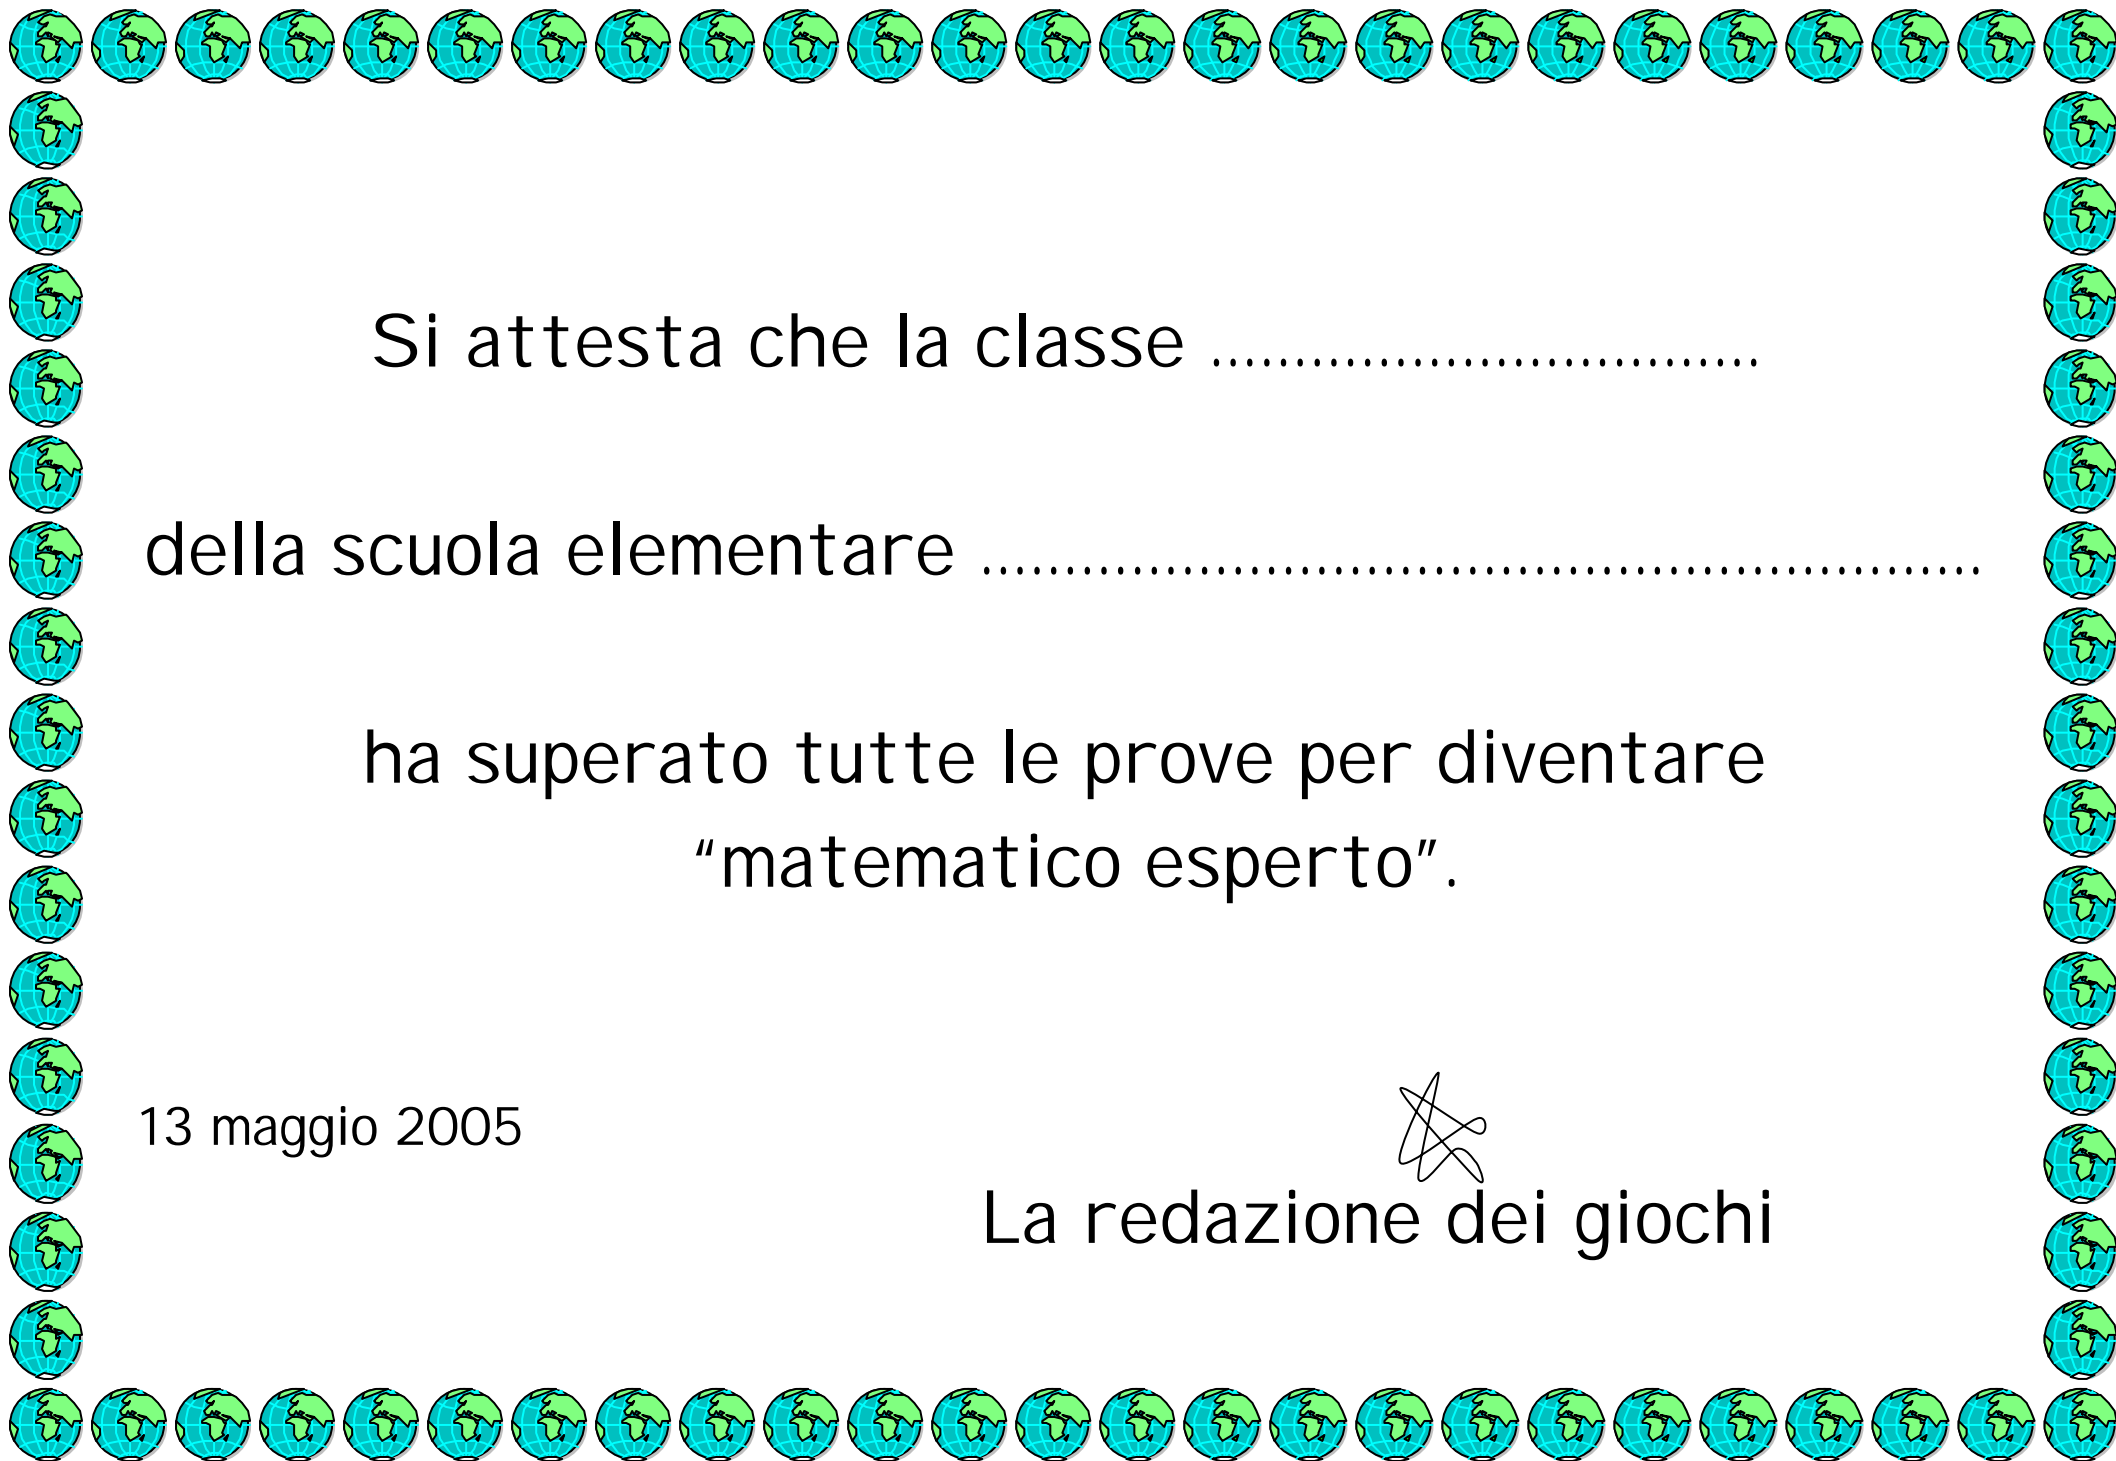 Si attesta che la classe .................................
della scuola elementare ............................................................
ha superato tutte le prove per diventare
“matematico esperto”.
13 maggio 2005
La redazione dei giochi